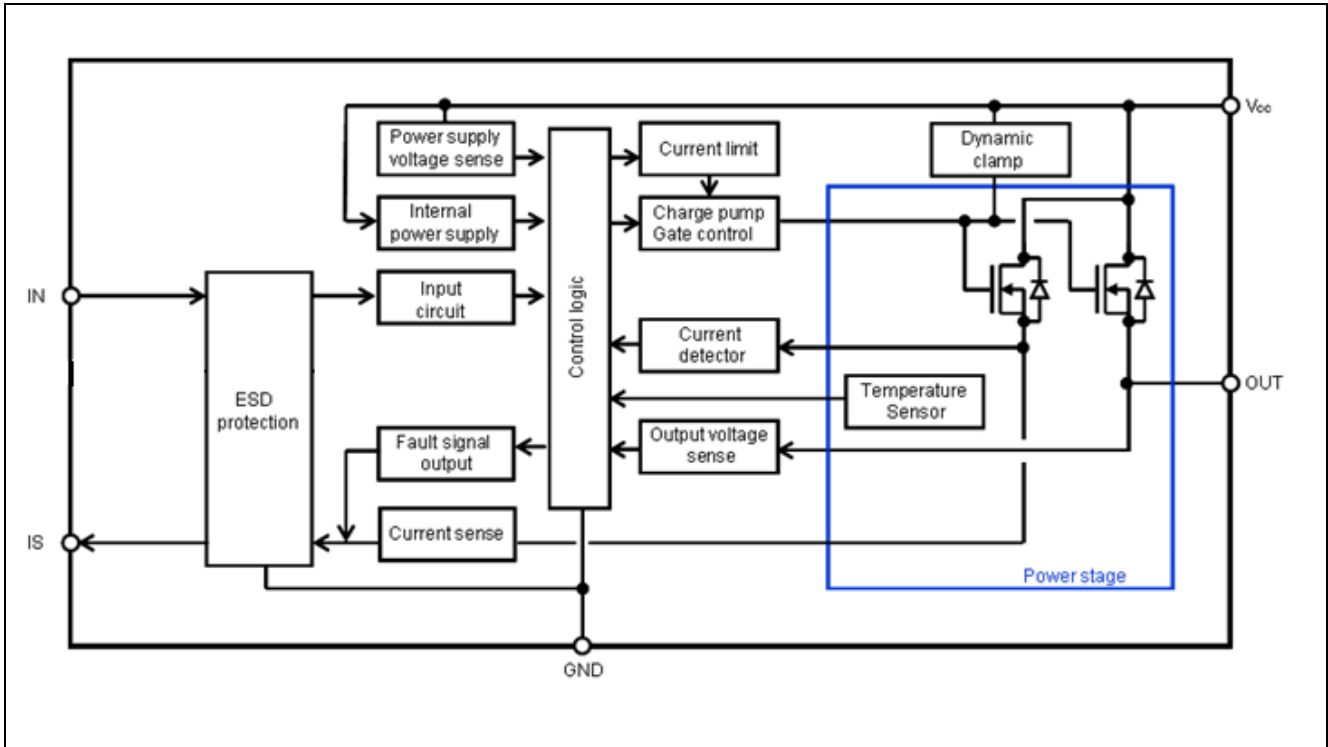 Vcc
Power supply
voltage sense
Current limit
Dynamic
clamp
Internal
power supply
Charge pump
Gate control
IN
Input
circuit
Control logic
Current
detector
OUT
ESD
protection
Temperature
Sensor
Fault signal
output
Output voltage
sense
IS
Current sense
Power stage
GND